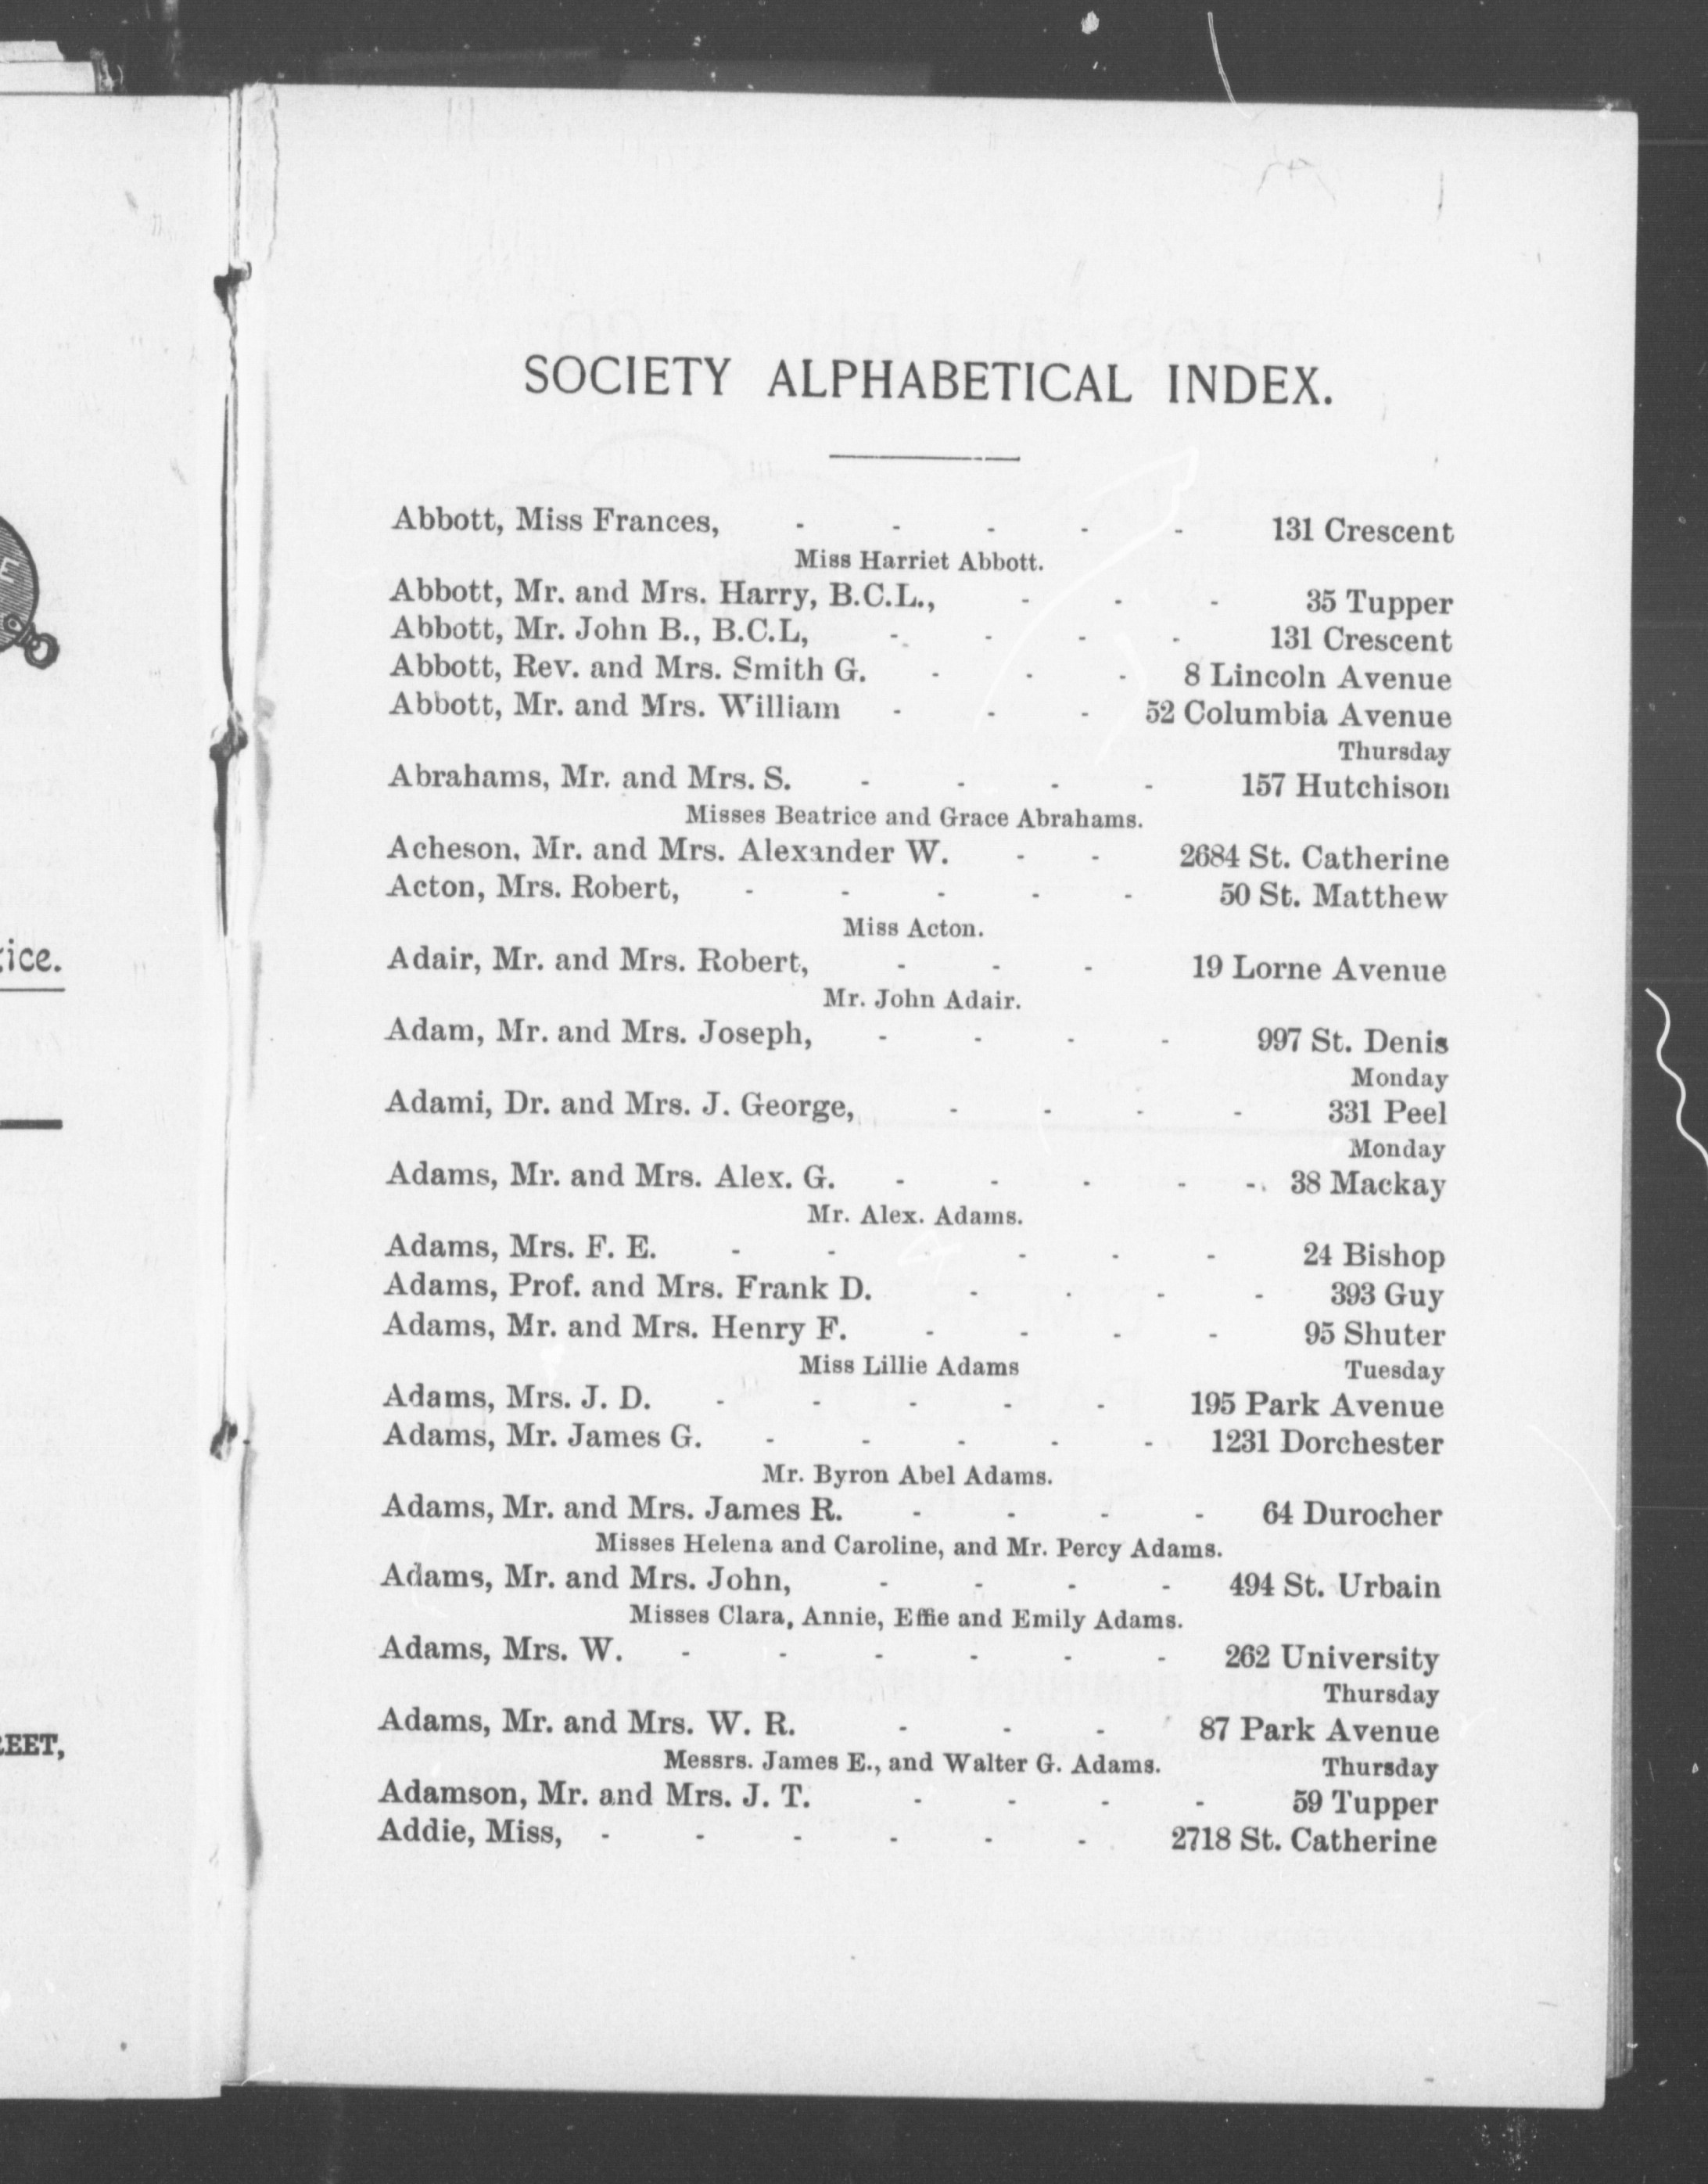 SOCIETY ALPHABETICAL INDEX.
Abbott, Miss Frances, - - - - - 131 Crescent
Miss Harriet Abbott.
Abbott, Mr. and Mrs. Harry, B.C.L., - - - 35 Tupper
Abbott, Mr. John B., B.C.L, - - - - 131 Crescent
Abbott, Rev. and Mrs. Smith G. - - - 8 Lincoln Avenue
Abbott, Mr. and Mrs. William - - - 52 Columbia Avenue
Thursday
Abrahams, Mr. and Mrs. S. - - - - 157 Hutchison
Misses Beatrice and Grace Abrahams.
Acheson, Mr. and Mrs. Alexander W. - - 2684 St. Catherine
Acton, Mrs. Robert, - - - - - 50 St. Matthew
Miss Acton.
Adair, Mr. and Mrs. Robert, - - - 19 Lorne Avenue
Mr. John Adair.
Adam, Mr. and Mrs. Joseph, - - - - 997 St. Denis
Monday
Adami, Dr. and Mrs. J. George, - - - - 331 Peel
Monday
Adams, Mr. and Mrs. Alex. G. - - - - - 38 Mackay
Mr. Alex. Adams.
Adams, Mrs. F. E. - - - - - - 24 Bishop
Adams, Prof. and Mrs. Frank D. - - - - 393 Guy
Adams, Mr. and Mrs. Henry F. - - - - 95 Shuter
Miss Lillie Adams Tuesday
Adams, Mrs. J. D. - - - - - 195 Park Avenue
Adams, Mr. James G. - - - - - 1231 Dorchester
Mr. Byron Abel Adams.
Adams, Mr. and Mrs. James R. - - - - 64 Durocher
Misses Helena and Caroline, and Mr. Percy Adams.
Adams, Mr. and Mrs. John, - - - - 494 St. Urbain
Misses Clara, Annie, Effie and Emily Adams.
Adams, Mrs. W. - - - - - - 262 University
Thursday
Adams, Mr. and Mrs. W. R. - - - 87 Park Avenue
Messrs. James E., and Walter G. Adams. Thursday
Adamson, Mr. and Mrs. J. T. - - - - 59 Tupper
Addie, Miss, - - - - - - 2718 St. Catherine